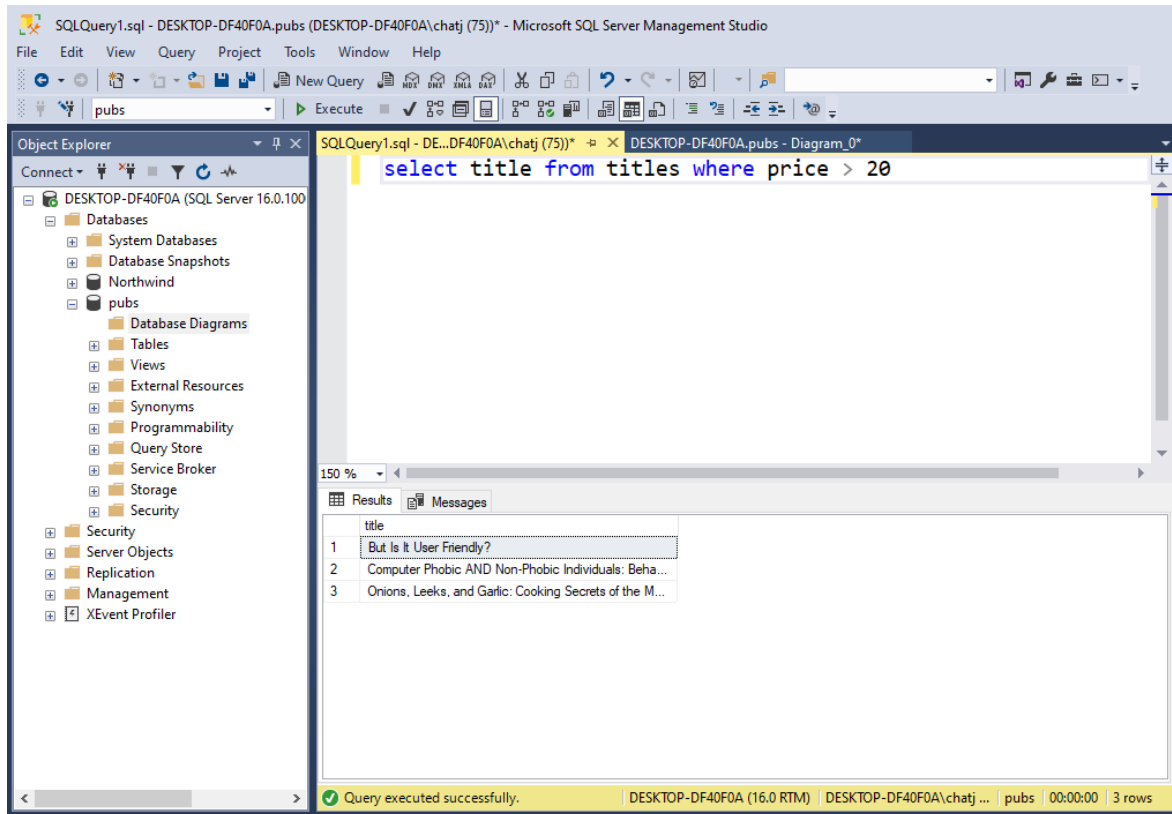 SQLQuery1.sql - DESKTOP-DF40F0A.pubs (DESKTOP-DF40F0A\chatj (75))* - Microsoft SQL Server Management Studio
File Edit View Query Project Tools Window Help
New Query MDX DMX XMLA DAX
pubs Execute
Object Explorer
Connect
DESKTOP-DF40F0A (SQL Server 16.0.100
Databases
System Databases
Database Snapshots
Northwind
pubs
Database Diagrams
Tables
Views
External Resources
Synonyms
Programmability
Query Store
Service Broker
Storage
Security
Security
Server Objects
Replication
Management
XEvent Profiler
SQLQuery1.sql - DE...DF40F0A\chatj (75))* DESKTOP-DF40F0A.pubs - Diagram_0*
select title from titles where price > 20
150 %
Results Messages
title
1 But Is It User Friendly?
2 Computer Phobic AND Non-Phobic Individuals: Beha...
3 Onions, Leeks, and Garlic: Cooking Secrets of the M...
Query executed successfully. DESKTOP-DF40F0A (16.0 RTM) DESKTOP-DF40F0A\chatj ... pubs 00:00:00 3 rows